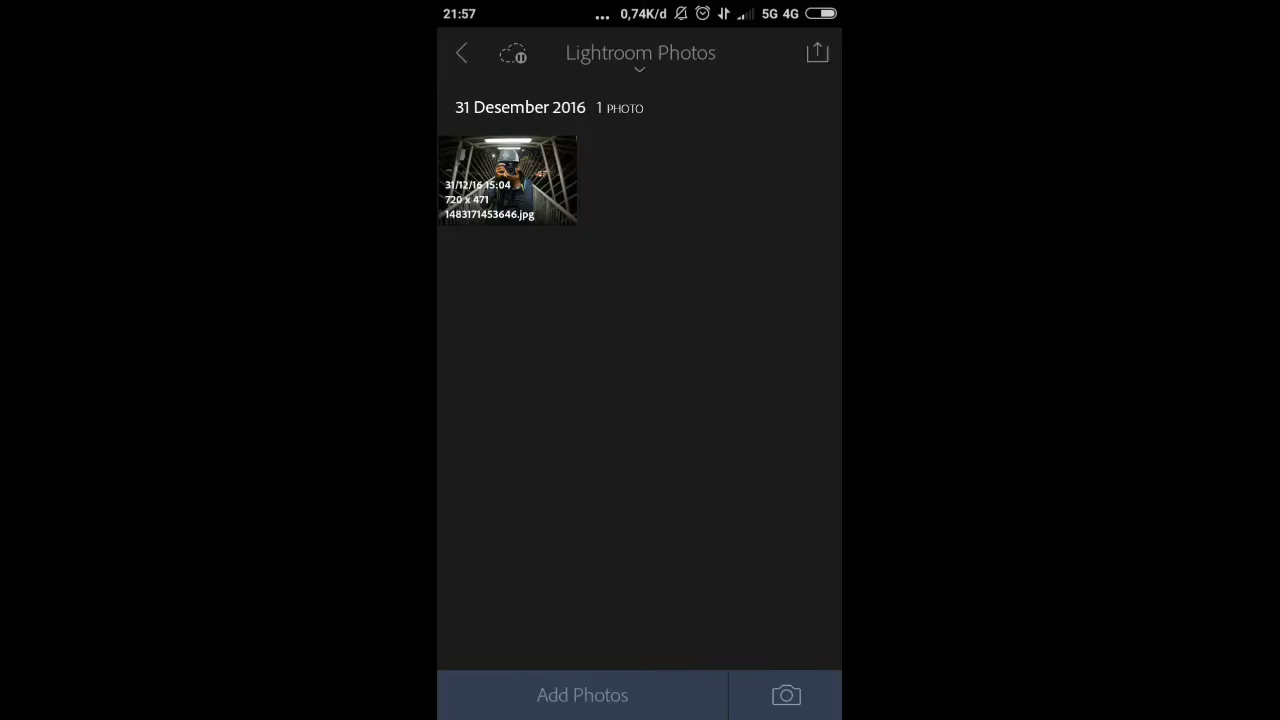 21:57 ... 0,74K/d 5G 4G
Lightroom Photos
31 Desember 2016 1 PHOTO
31/12/16 15:04
720 x 471
1483171453646.jpg
Add Photos